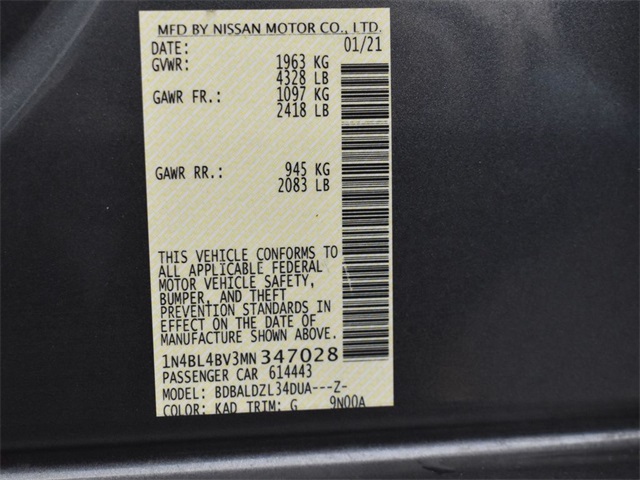 MFD BY NISSAN MOTOR CO., LTD.
DATE: 01/21
GVWR: 1963 KG
4328 LB
GAWR FR.: 1097 KG
2418 LB
GAWR RR.: 945 KG
2083 LB
THIS VEHICLE CONFORMS TO
ALL APPLICABLE FEDERAL
MOTOR VEHICLE SAFETY,
BUMPER, AND THEFT
PREVENTION STANDARDS IN
EFFECT ON THE DATE OF
MANUFACTURE SHOWN ABOVE.
1N4BL4BV3MN347028
PASSENGER CAR 614443
MODEL: BDBALDZL34DUA---Z-
COLOR: KAD TRIM: G 9N00A